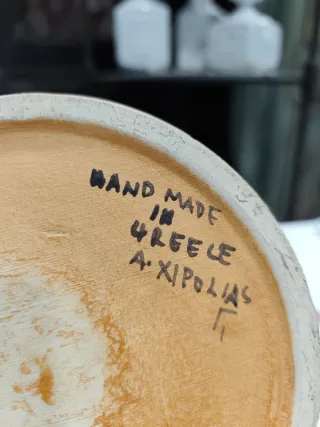 HAND MADE
IN
GREECE
A. XIPOLIAS